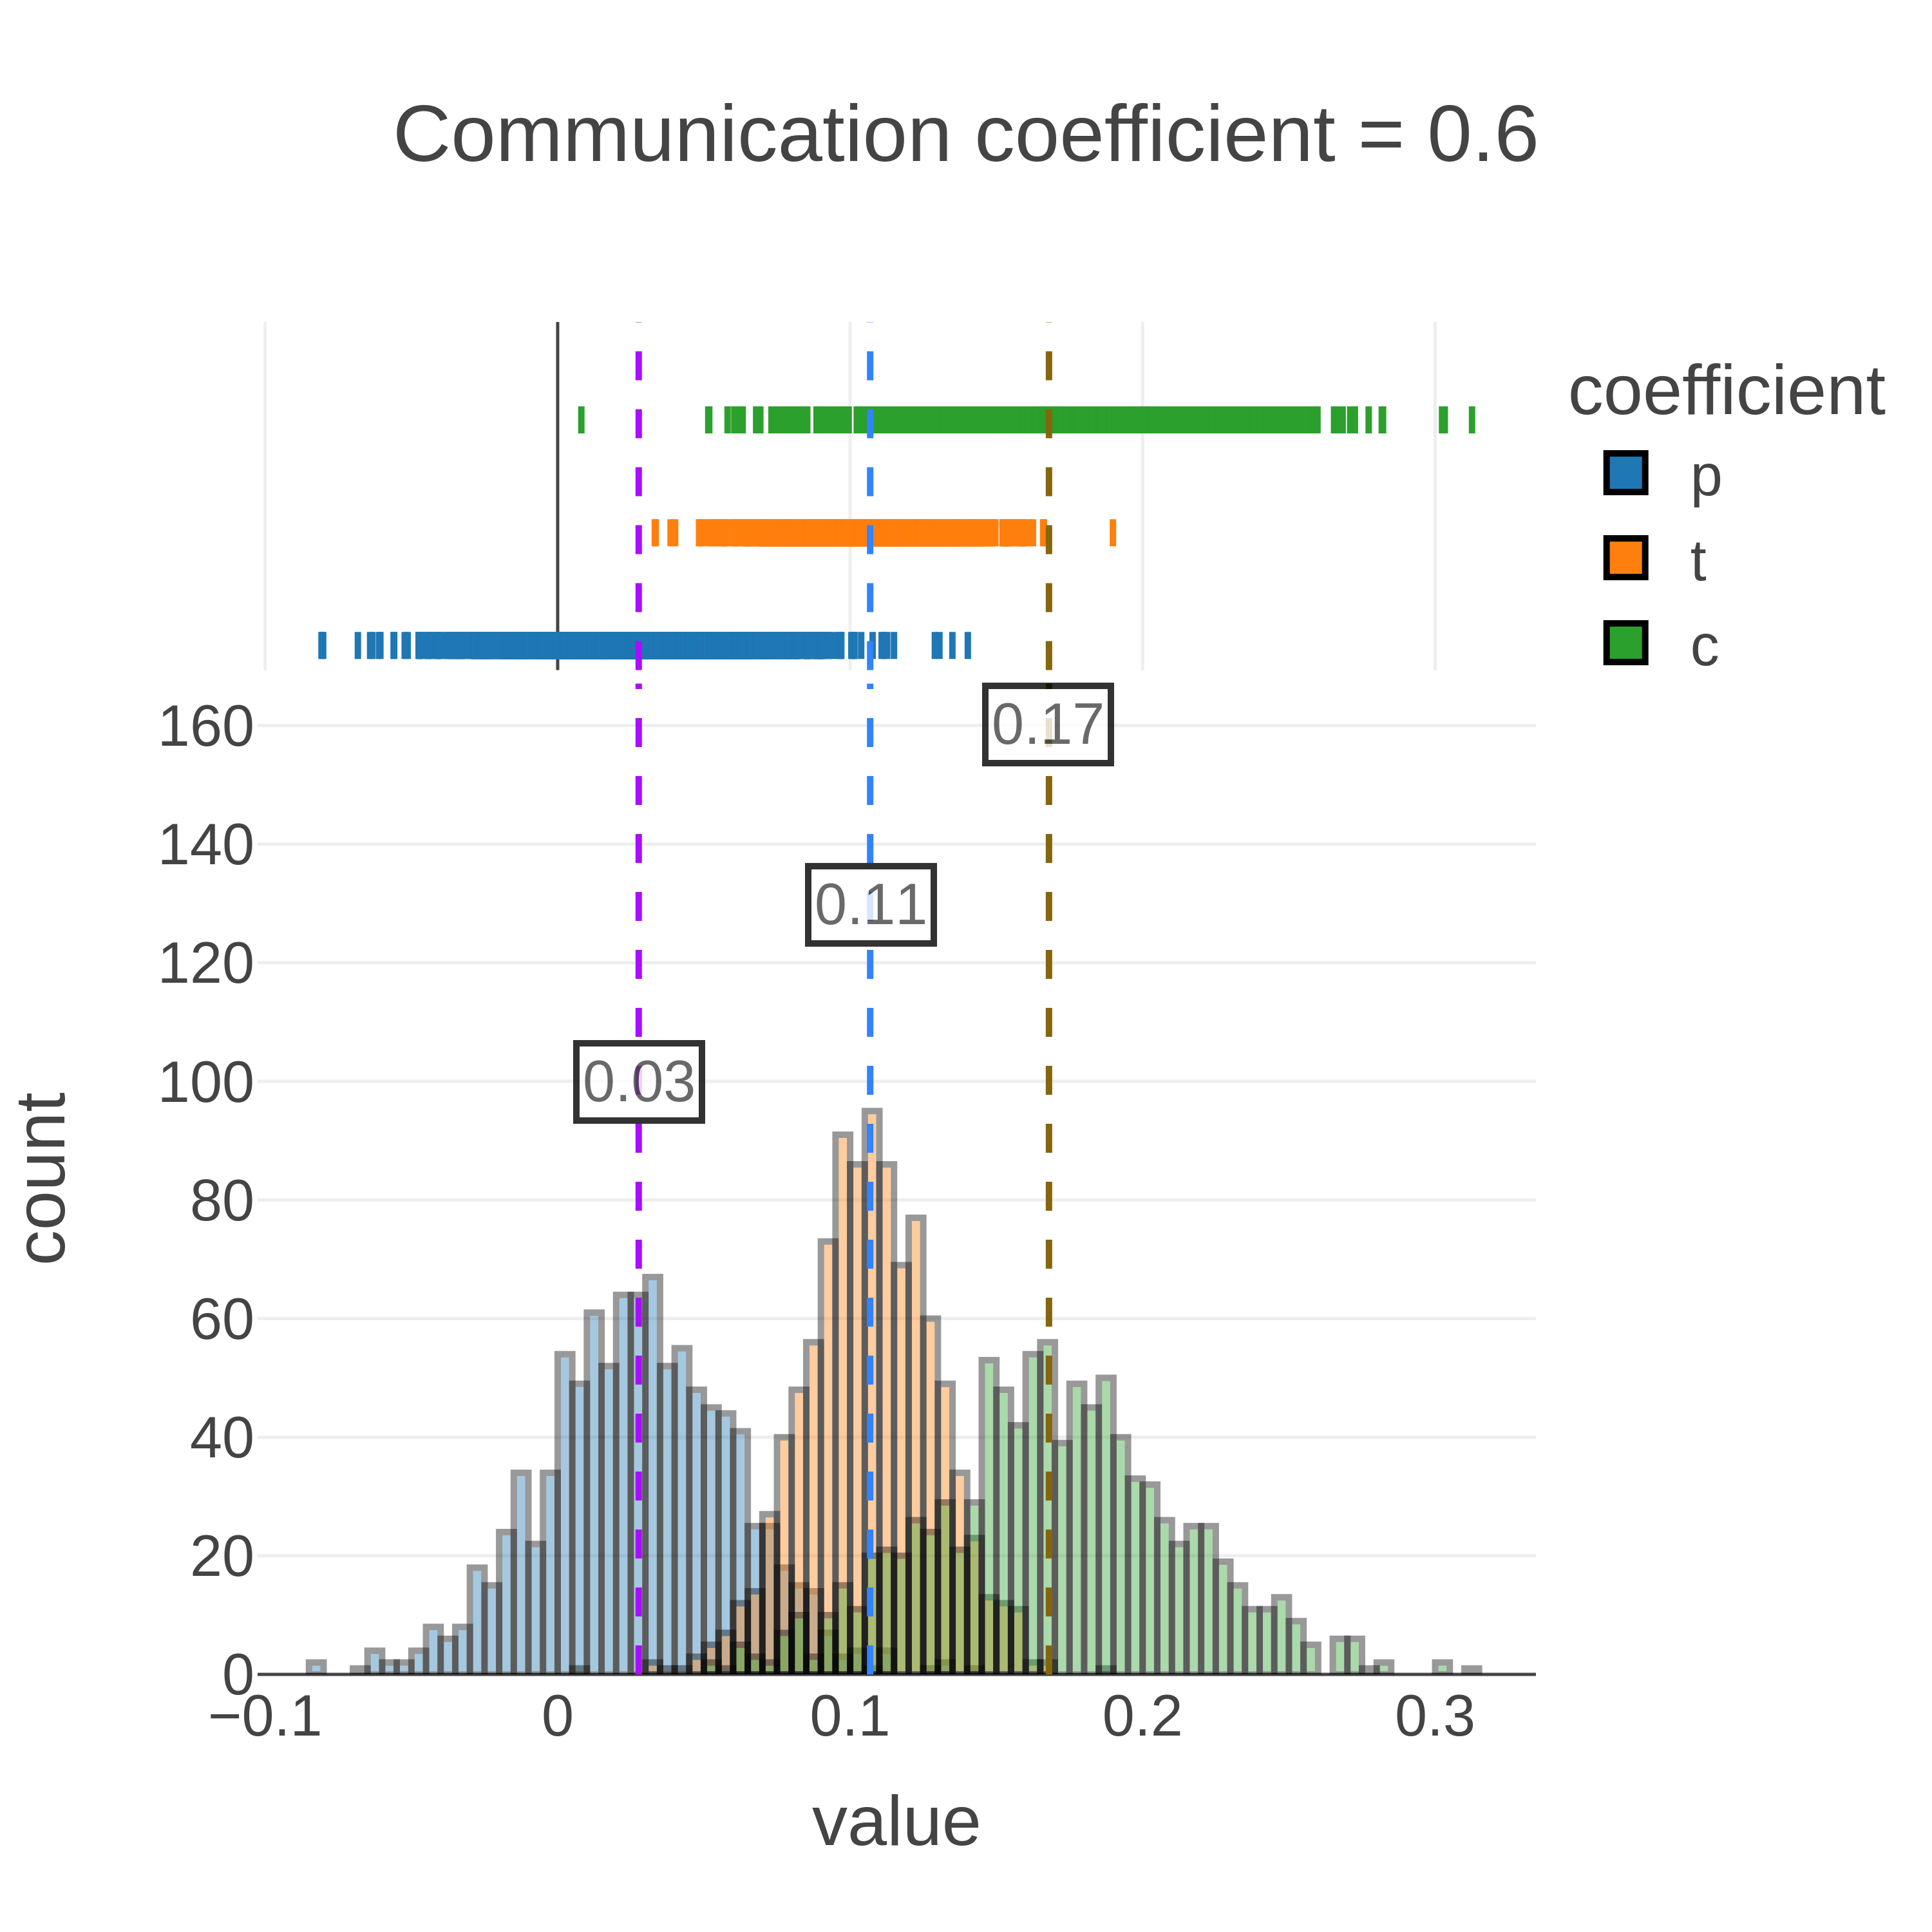 Communication coefficient = 0.6
coefficient
p
t
c
160
140
120
100
80
60
40
20
0
count
0.17
0.11
0.03
−0.1
0
0.1
0.2
0.3
value